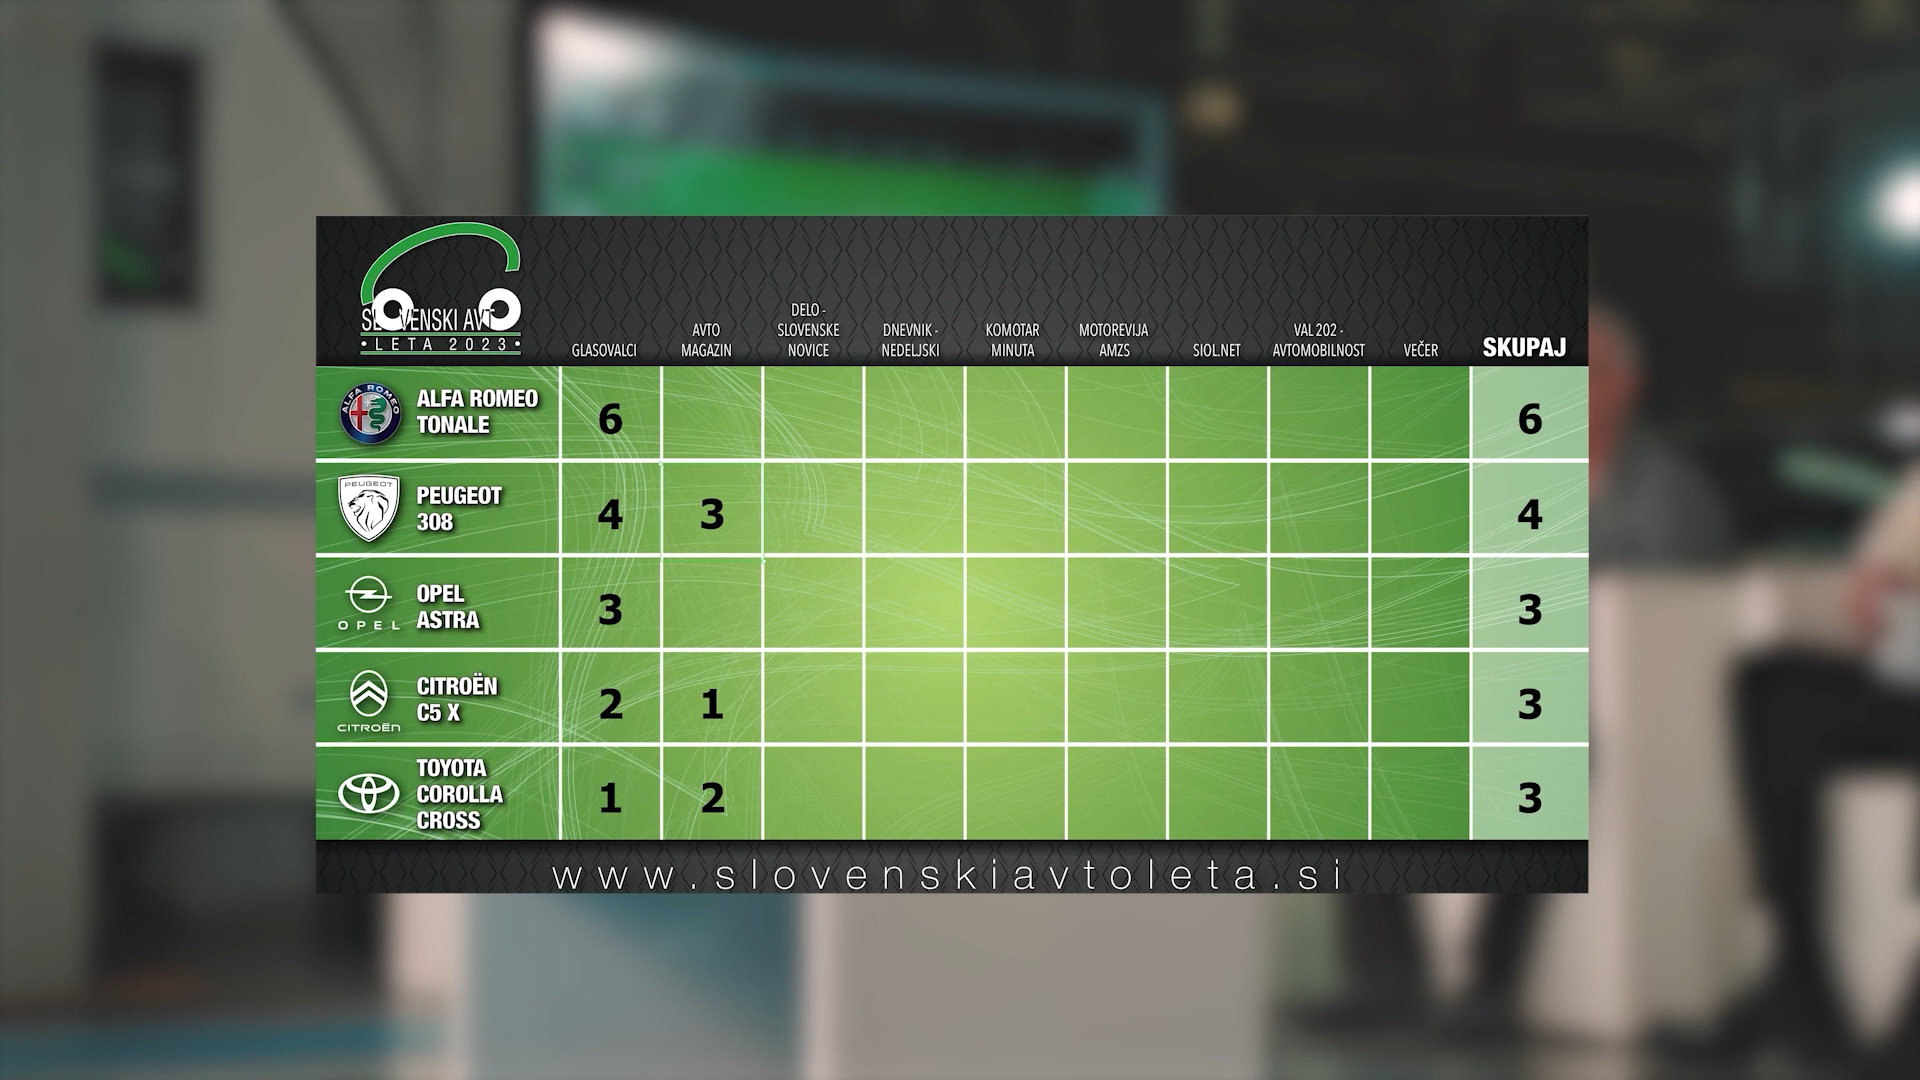 SLOVENSKI AVTO
• LETA 2023 •
GLASOVALCI
AVTO
MAGAZIN
DELO -
SLOVENSKE
NOVICE
DNEVNIK -
NEDELJSKI
KOMOTAR
MINUTA
MOTOREVIJA
AMZS
SIOL.NET
VAL 202 -
AVTOMOBILNOST
VEČER
SKUPAJ
ALFA ROMEO
ALFA ROMEO
TONALE
6
6
PEUGEOT
PEUGEOT
308
4
3
4
OPEL
OPEL
ASTRA
3
3
CITROËN
CITROËN
C5 X
2
1
3
TOYOTA
COROLLA
CROSS
1
2
3
www.slovenskiavtoleta.si